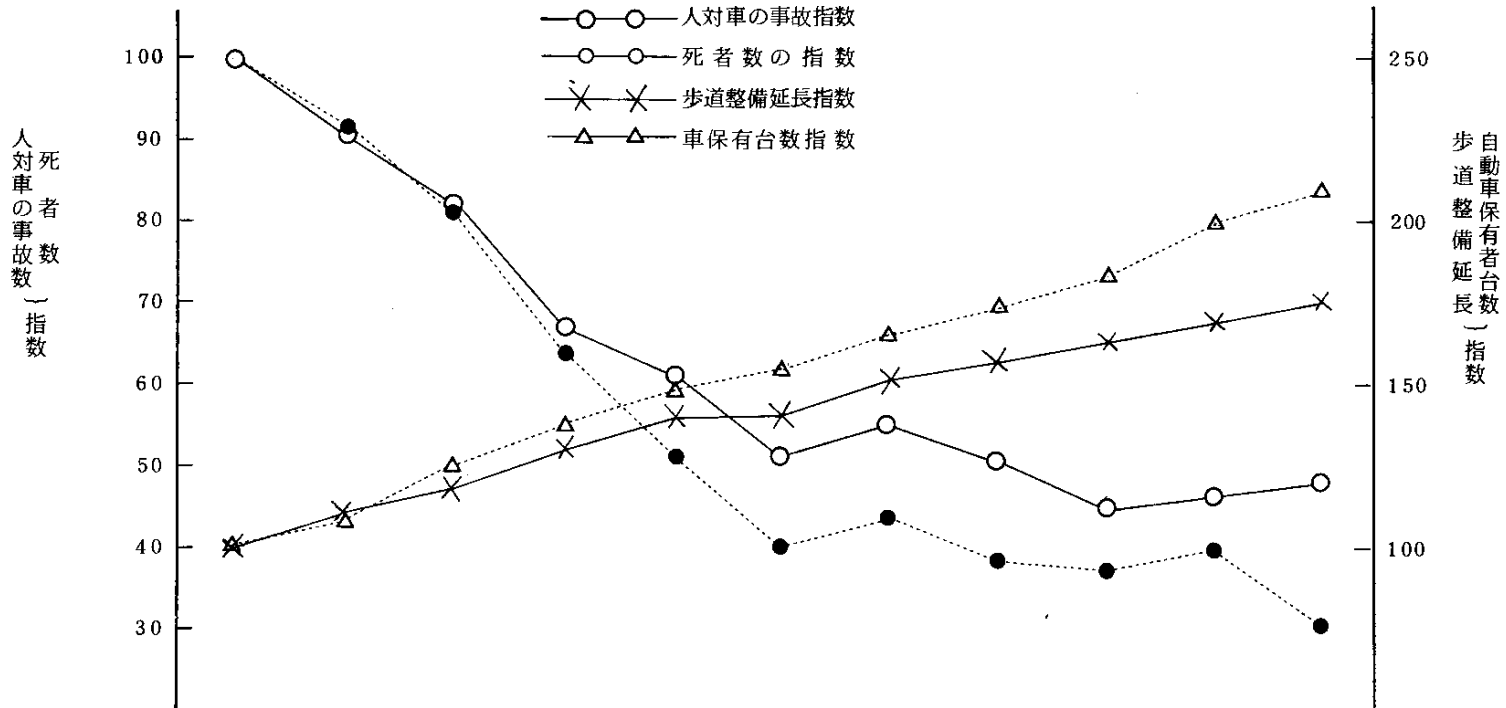 人対車の事故指数
死者数の指数
歩道整備延長指数
車保有台数指数
100
90
80
70
60
50
40
30
死者数
人対車の事故数
}指数
250
200
150
100
自動車保有者台数
歩道整備延長
}指数